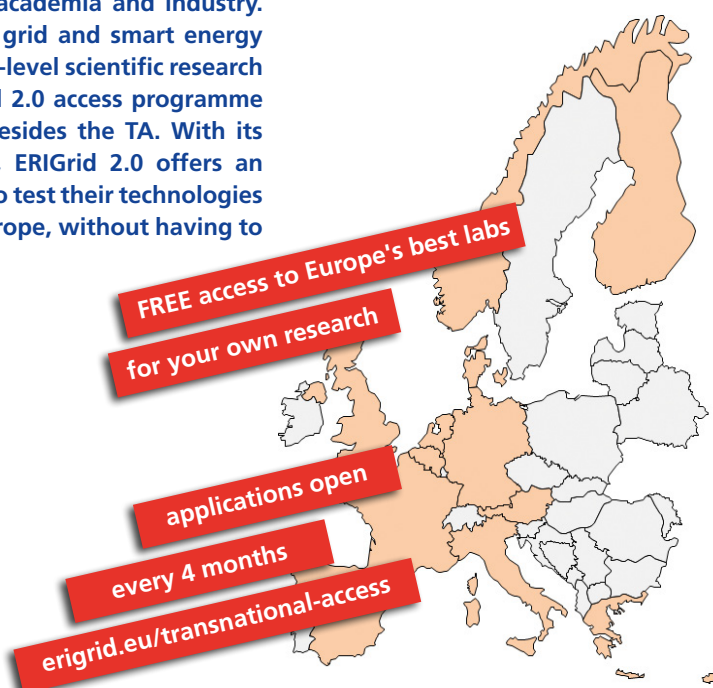 academia and industry.
grid and smart energy
-level scientific research
2.0 access programme
esides the TA. With its
ERIGrid 2.0 offers an
o test their technologies
rope, without having to
FREE access to Europe's best labs
for your own research
applications open
every 4 months
erigrid.eu/transnational-access